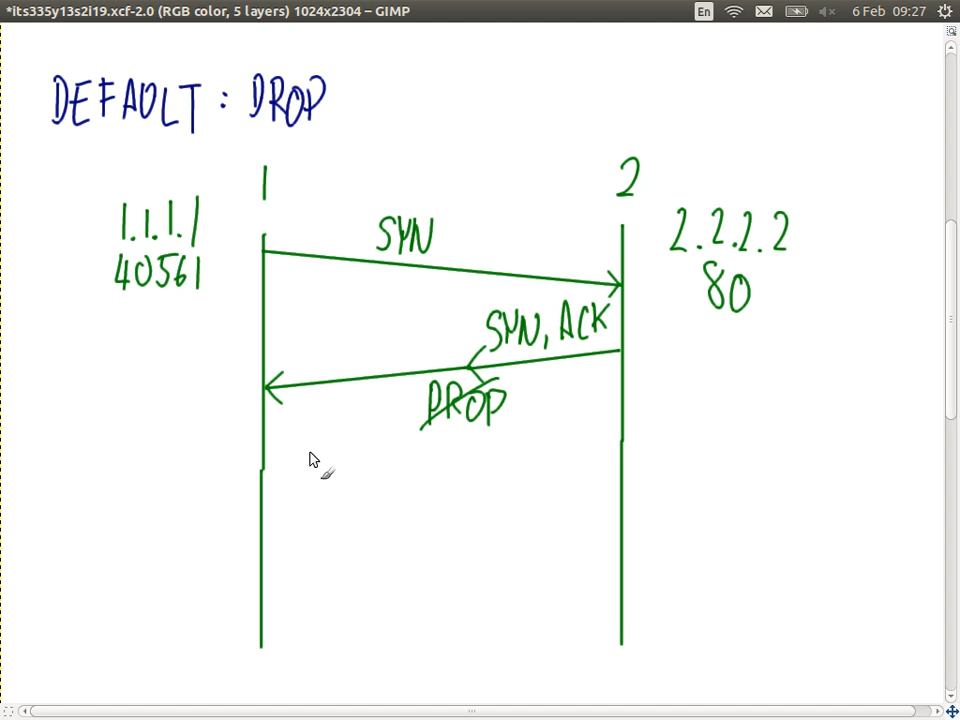 *its335y13s2i19.xcf-2.0 (RGB color, 5 layers) 1024x2304 – GIMP
En
6 Feb 09:27
DEFAULT : DROP
1
2
1.1.1.1
40561
SYN
2.2.2.2
80
SYN, ACK
DROP